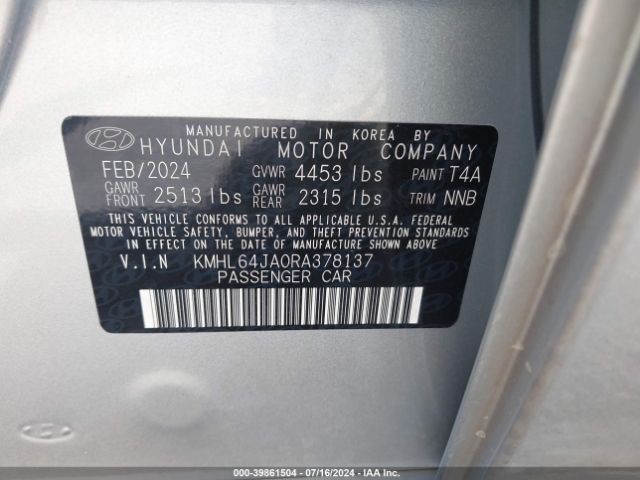 MANUFACTURED IN KOREA BY
HYUNDAI MOTOR COMPANY
FEB/2024 GVWR 4453 lbs PAINT T4A
GAWR FRONT 2513 lbs GAWR REAR 2315 lbs TRIM NNB
THIS VEHICLE CONFORMS TO ALL APPLICABLE U.S.A. FEDERAL
MOTOR VEHICLE SAFETY, BUMPER, AND THEFT PREVENTION STANDARDS
IN EFFECT ON THE DATE OF MANUFACTURE SHOWN ABOVE
V.I.N KMHL64JA0RA378137
PASSENGER CAR
000-39861504 / 07/16/2024 - IAA Inc.